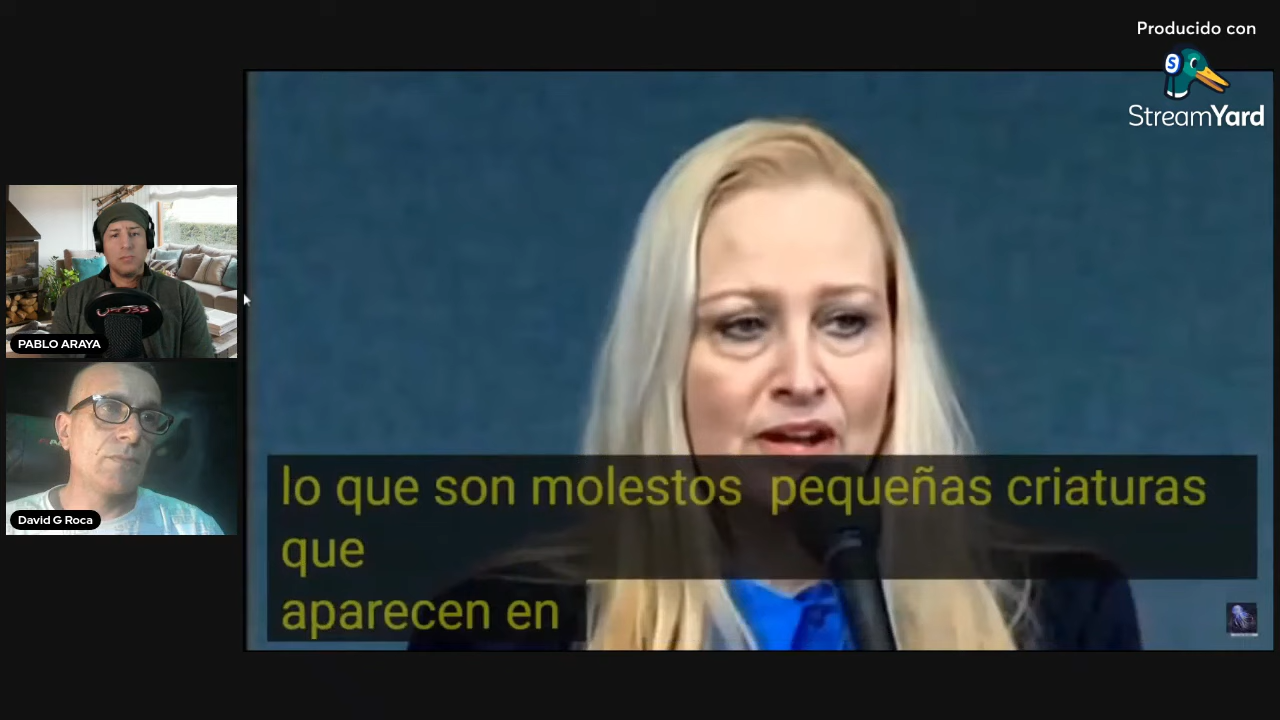 Producido con
StreamYard
PABLO ARAYA
David G Roca
lo que son molestos  pequeñas criaturas
que
aparecen en